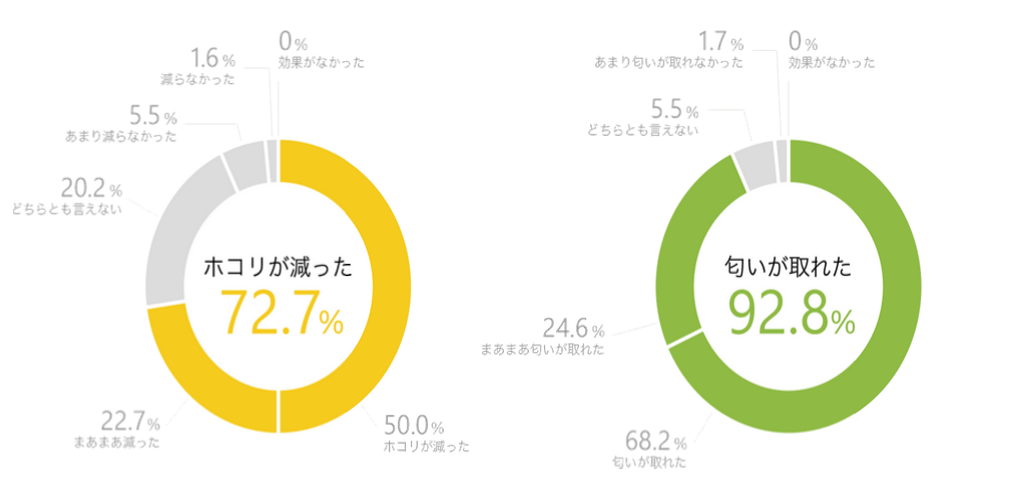 0%
効果がなかった
1.6%
減らなかった
5.5%
あまり減らなかった
20.2%
どちらとも言えない
ホコリが減った
72.7%
22.7%
まあまあ減った
50.0%
ホコリが減った
0%
効果がなかった
1.7%
あまり匂いが取れなかった
5.5%
どちらとも言えない
匂いが取れた
92.8%
24.6%
まあまあ匂いが取れた
68.2%
匂いが取れた